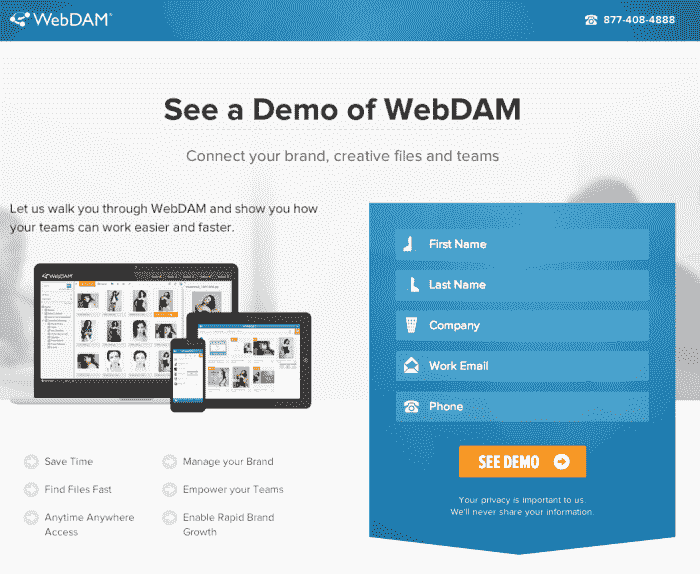 WebDAM
877-408-4888
See a Demo of WebDAM
Connect your brand, creative files and teams
Let us walk you through WebDAM and show you how
your teams can work easier and faster.
WebDAM
First Name
Last Name
Company
Work Email
Phone
SEE DEMO
Your privacy is important to us.
We'll never share your information.
Save Time
Find Files Fast
Anytime Anywhere
Access
Manage your Brand
Empower your Teams
Enable Rapid Brand
Growth